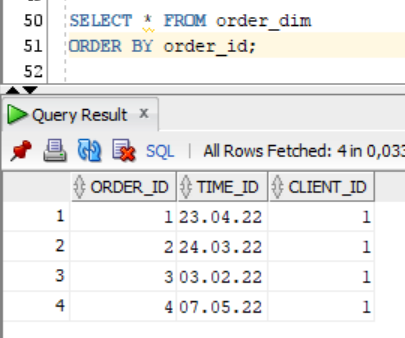 50 SELECT * FROM order_dim
51 ORDER BY order_id;
52
Query Result x
SQL | All Rows Fetched: 4 in 0,033
ORDER_ID TIME_ID CLIENT_ID
1 1 23.04.22 1
2 2 24.03.22 1
3 3 03.02.22 1
4 4 07.05.22 1